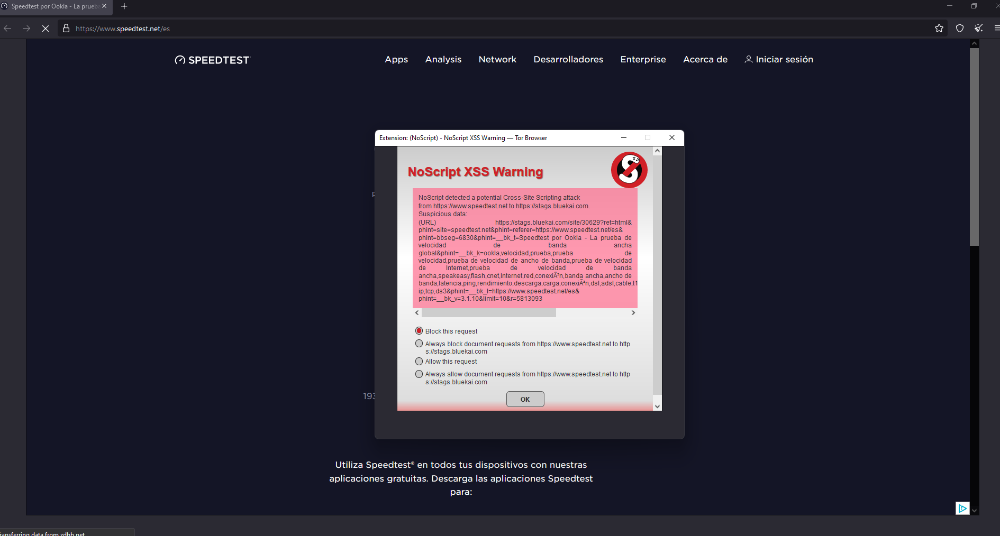 Speedtest por Ookla - La prueba
https://www.speedtest.net/es
SPEEDTEST
Apps Analysis Network Desarrolladores Enterprise Acerca de Iniciar sesión
Extension: (NoScript) - NoScript XSS Warning — Tor Browser
NoScript XSS Warning
NoScript detected a potential Cross-Site Scripting attack
from https://www.speedtest.net to https://stags.bluekai.com.
Suspicious data:
(URL) https://stags.bluekai.com/site/30629?ret=html&
phint=site=speedtest.net&phint=referer=https://www.speedtest.net/es&
phint=bbseg=6830&phint=__bk_t=Speedtest por Ookla - La prueba de
velocidad de banda ancha
global&phint=__bk_k=ookla,velocidad,prueba,prueba de
velocidad,prueba de velocidad de ancho de banda,prueba de velocidad
de Internet,prueba de velocidad de banda
ancha,speakeasy,flash,cnet,Internet,red,conexiÃ³n,banda ancha,ancho de
banda,latencia,ping,rendimiento,descarga,carga,conexiÃ³n,dsl,adsl,cable,t1
ip,tcp,ds3&phint=__bk_l=https://www.speedtest.net/es&
phint=__bk_v=3.1.10&limit=10&r=5813093
Block this request
Always block document requests from https://www.speedtest.net to http
s://stags.bluekai.com
Allow this request
Always allow document requests from https://www.speedtest.net to http
s://stags.bluekai.com
193
OK
Utiliza Speedtest® en todos tus dispositivos con nuestras
aplicaciones gratuitas. Descarga las aplicaciones Speedtest
para:
ransferring data from zdbb.net